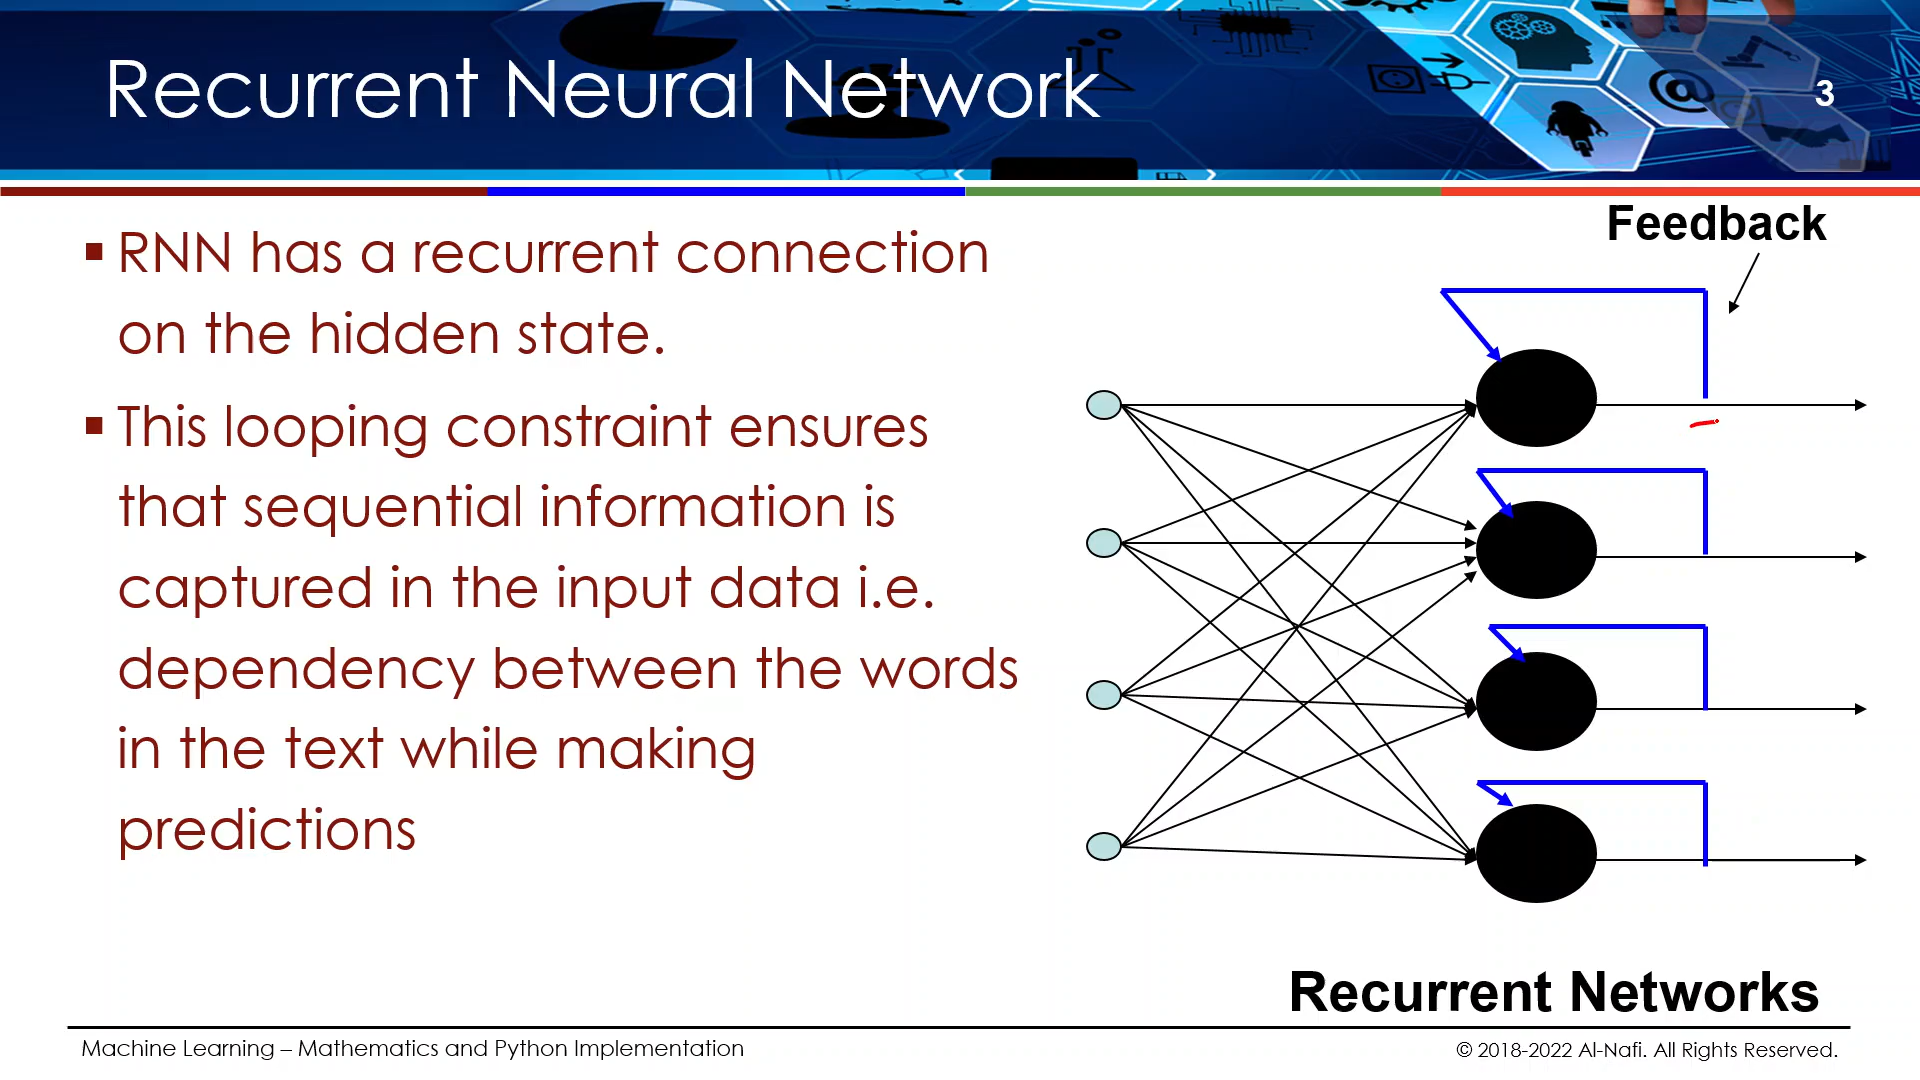 Recurrent Neural Network
3
▪ RNN has a recurrent connection
on the hidden state.
▪ This looping constraint ensures
that sequential information is
captured in the input data i.e.
dependency between the words
in the text while making
predictions
Feedback
Recurrent Networks
Machine Learning – Mathematics and Python Implementation
© 2018-2022 Al-Nafi. All Rights Reserved.